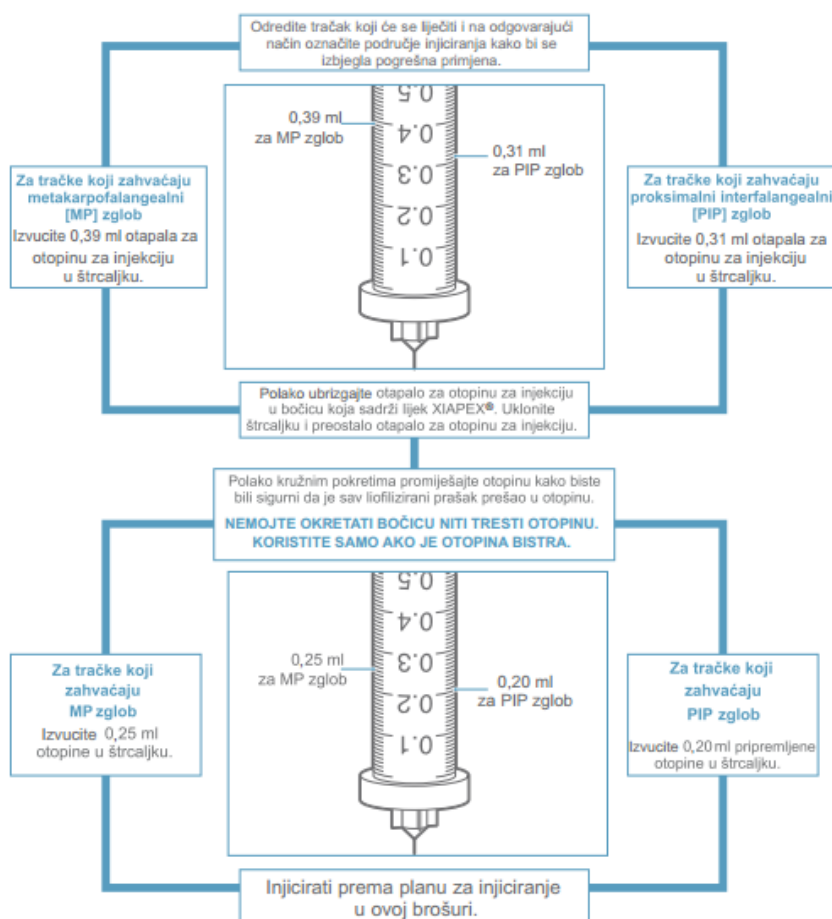 Odredite tračak koji će se liječiti i na odgovarajući
način označite područje injiciranja kako bi se
izbjegla pogrešna primjena.
0.5
0.4
0.3
0.2
0.1
0,39 ml
za MP zglob
0,31 ml
za PIP zglob
Za tračke koji zahvaćaju
metakarpofalangealni
[MP] zglob
Izvucite 0,39 ml otapala za
otopinu za injekciju
u štrcaljku.
Za tračke koji zahvaćaju
proksimalni interfalangealni
[PIP] zglob
Izvucite 0,31 ml otapala za
otopinu za injekciju
u štrcaljku.
Polako ubrizgajte otapalo za otopinu za injekciju
u bočicu koja sadrži lijek XIAPEX®. Uklonite
štrcaljku i preostalo otapalo za otopinu za injekciju.
Polako kružnim pokretima promiješajte otopinu kako biste
bili sigurni da je sav liofilizirani prašak prešao u otopinu.
NEMOJTE OKRETATI BOČICU NITI TRESTI OTOPINU.
KORISTITE SAMO AKO JE OTOPINA BISTRA.
0.5
0.4
0.3
0.2
0.1
0,25 ml
za MP zglob
0,20 ml
za PIP zglob
Za tračke koji
zahvaćaju
MP zglob
Izvucite 0,25 ml
otopine u štrcaljku.
Za tračke koji
zahvaćaju
PIP zglob
Izvucite 0,20 ml pripremljene
otopine u štrcaljku.
Injicirati prema planu za injiciranje
u ovoj brošuri.